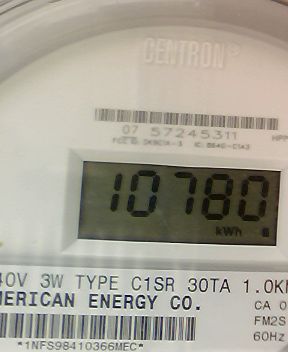 CENTRON®
07 57245311
10780
kWh
40V 3W TYPE C1SR 30TA 1.0K
MERICAN ENERGY CO.
CA 0
FM2S
60Hz
*1NFS98410366MEC*